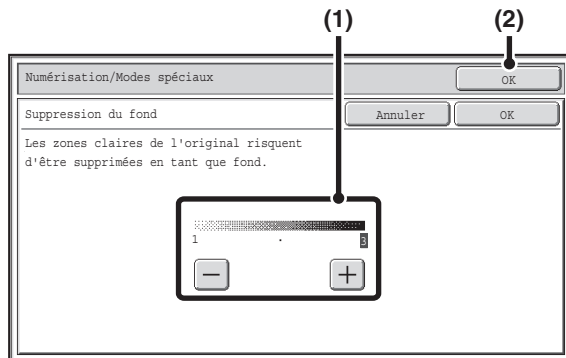 (1) (2)
Numérisation/Modes spéciaux OK
Suppression du fond Annuler OK
Les zones claires de l'original risquent
d'être supprimées en tant que fond.
1 · 3
− +